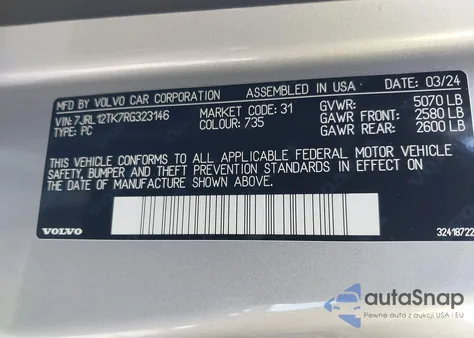 MFD BY VOLVO CAR CORPORATION ASSEMBLED IN USA DATE: 03/24
VIN: 7JRL12TK7RG323146 MARKET CODE: 31 GVWR: 5070 LB
TYPE: PC COLOUR: 735 GAWR FRONT: 2580 LB
GAWR REAR: 2600 LB
THIS VEHICLE CONFORMS TO ALL APPLICABLE FEDERAL MOTOR VEHICLE
SAFETY, BUMPER AND THEFT PREVENTION STANDARDS IN EFFECT ON
THE DATE OF MANUFACTURE SHOWN ABOVE.
VOLVO 32418722
autoSnap
Pewne auta z aukcji USA i EU